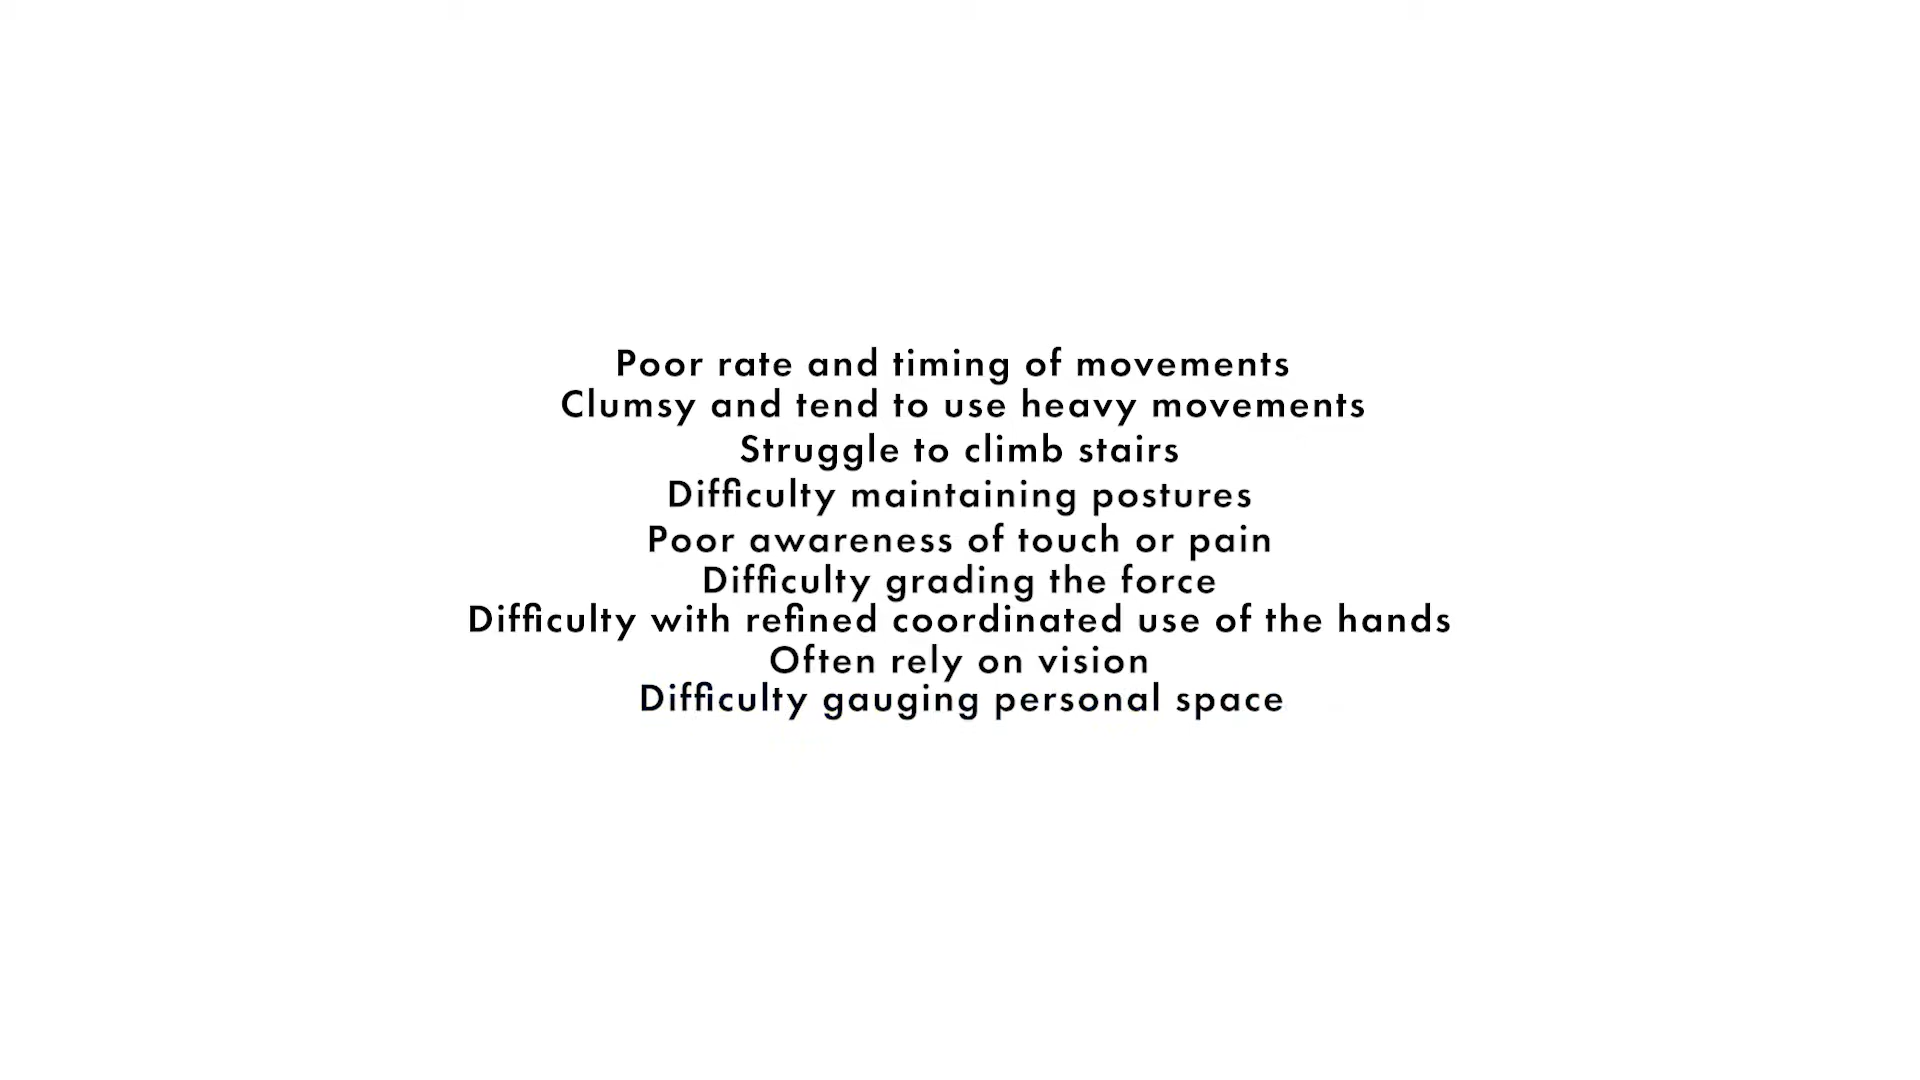 Poor rate and timing of movements
Clumsy and tend to use heavy movements
Struggle to climb stairs
Difficulty maintaining postures
Poor awareness of touch or pain
Difficulty grading the force
Difficulty with refined coordinated use of the hands
Often rely on vision
Difficulty gauging personal space